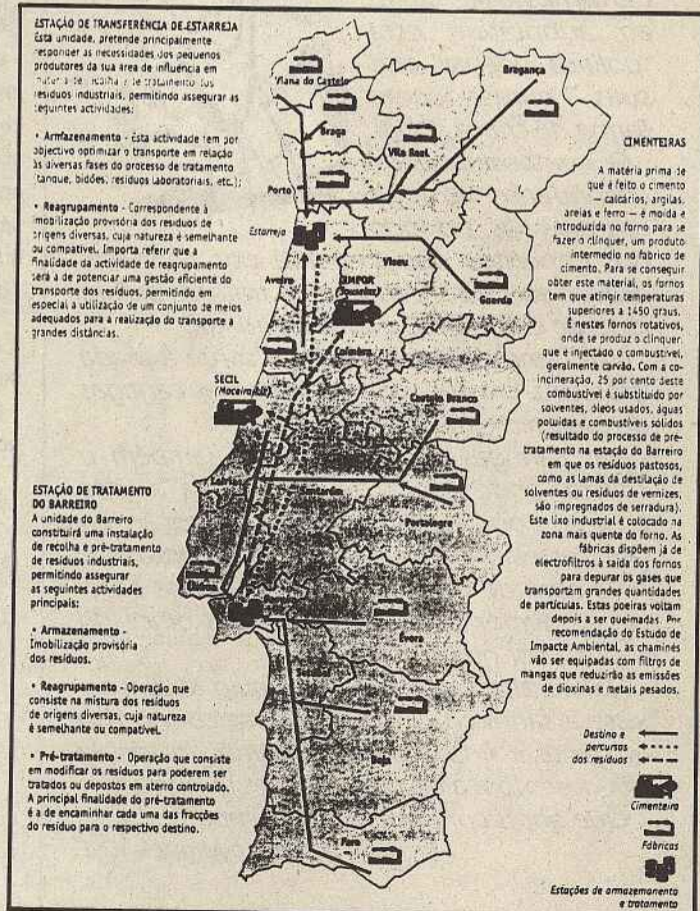 ESTAÇÃO DE TRANSFERÊNCIA DE ESTARREJA
Esta unidade, pretende principalmente
responder às necessidades dos pequenos
produtores da sua área de influência em
matéria de recolha e de tratamento dos
resíduos industriais, permitindo assegurar as
seguintes actividades:
• Armazenamento - Esta actividade tem por
objectivo optimizar o transporte em relação
às diversas fases do processo de tratamento
(tanque, bidões, resíduos laboratoriais, etc.);
• Reagrupamento - Correspondente à
imobilização provisória dos resíduos de
origens diversas, cuja natureza é semelhante
ou compatível. Importa referir que a
finalidade da actividade de reagrupamento
será a de potenciar uma gestão eficiente do
transporte dos resíduos, permitindo em
especial a utilização de um conjunto de meios
adequados para a realização do transporte a
grandes distâncias.
ESTAÇÃO DE TRATAMENTO
DO BARREIRO
A unidade do Barreiro
constituirá uma instalação
de recolha e pré-tratamento
de resíduos industriais,
permitindo assegurar
as seguintes actividades
principais:
• Armazenamento -
Imobilização provisória
dos resíduos.
• Reagrupamento - Operação que
consiste na mistura dos resíduos
de origens diversas, cuja natureza
é semelhante ou compatível.
• Pré-tratamento - Operação que consiste
em modificar os resíduos para poderem ser
tratados ou depostos em aterro controlado.
A principal finalidade do pré-tratamento
é a de encaminhar cada uma das fracções
do resíduo para o respectivo destino.
Viana do Castelo
Bragança
Braga
Vila Real
Porto
Estarreja
Viseu
Aveiro
CIMPOR
(Souselas)
Guarda
Coimbra
SECIL
(Maceira/Liz)
Castelo Branco
Leiria
Santarém
Portalegre
Lisboa
Évora
Setúbal
Beja
Faro
CIMENTEIRAS
A matéria prima de
que é feito o cimento
— calcários, argilas,
areias e ferro — é moída e
introduzida no forno para se
fazer o clínquer, um produto
intermédio no fabrico de
cimento. Para se conseguir
obter este material, os fornos
têm que atingir temperaturas
superiores a 1450 graus.
É nestes fornos rotativos,
onde se produz o clínquer,
que é injectado o combustível,
geralmente carvão. Com a co-
incineração, 25 por cento deste
combustível é substituído por
solventes, óleos usados, águas
poluídas e combustíveis sólidos
(resultado do processo de pré-
tratamento na estação do Barreiro
em que os resíduos pastosos,
como as lamas da destilação de
solventes ou resíduos de vernizes,
são impregnados de serradura).
Este lixo industrial é colocado na
zona mais quente do forno. As
fábricas dispõem já de
electrofiltros à saída dos fornos
para depurar os gases que
transportam grandes quantidades
de partículas. Estas poeiras voltam
depois a ser queimadas. Por
recomendação do Estudo de
Impacte Ambiental, as chaminés
vão ser equipadas com filtros de
mangas que reduzirão as emissões
de dioxinas e metais pesados.
Destino e
percursos
dos resíduos
Cimenteira
Fábricas
Estações de armazenamento
e tratamento